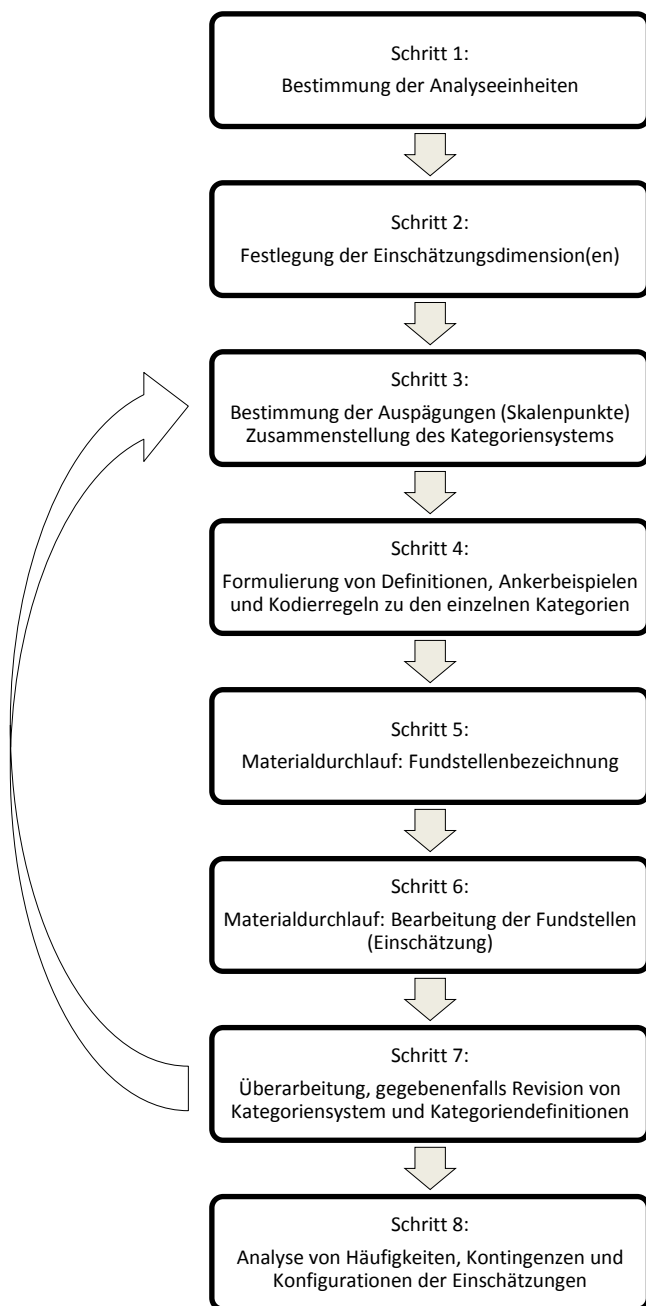 Schritt 1:
Bestimmung der Analyseeinheiten
Schritt 2:
Festlegung der Einschätzungsdimension(en)
Schritt 3:
Bestimmung der Auspägungen (Skalenpunkte)
Zusammenstellung des Kategoriensystems
Schritt 4:
Formulierung von Definitionen, Ankerbeispielen
und Kodierregeln zu den einzelnen Kategorien
Schritt 5:
Materialdurchlauf: Fundstellenbezeichnung
Schritt 6:
Materialdurchlauf: Bearbeitung der Fundstellen
(Einschätzung)
Schritt 7:
Überarbeitung, gegebenenfalls Revision von
Kategoriensystem und Kategoriendefinitionen
Schritt 8:
Analyse von Häufigkeiten, Kontingenzen und
Konfigurationen der Einschätzungen